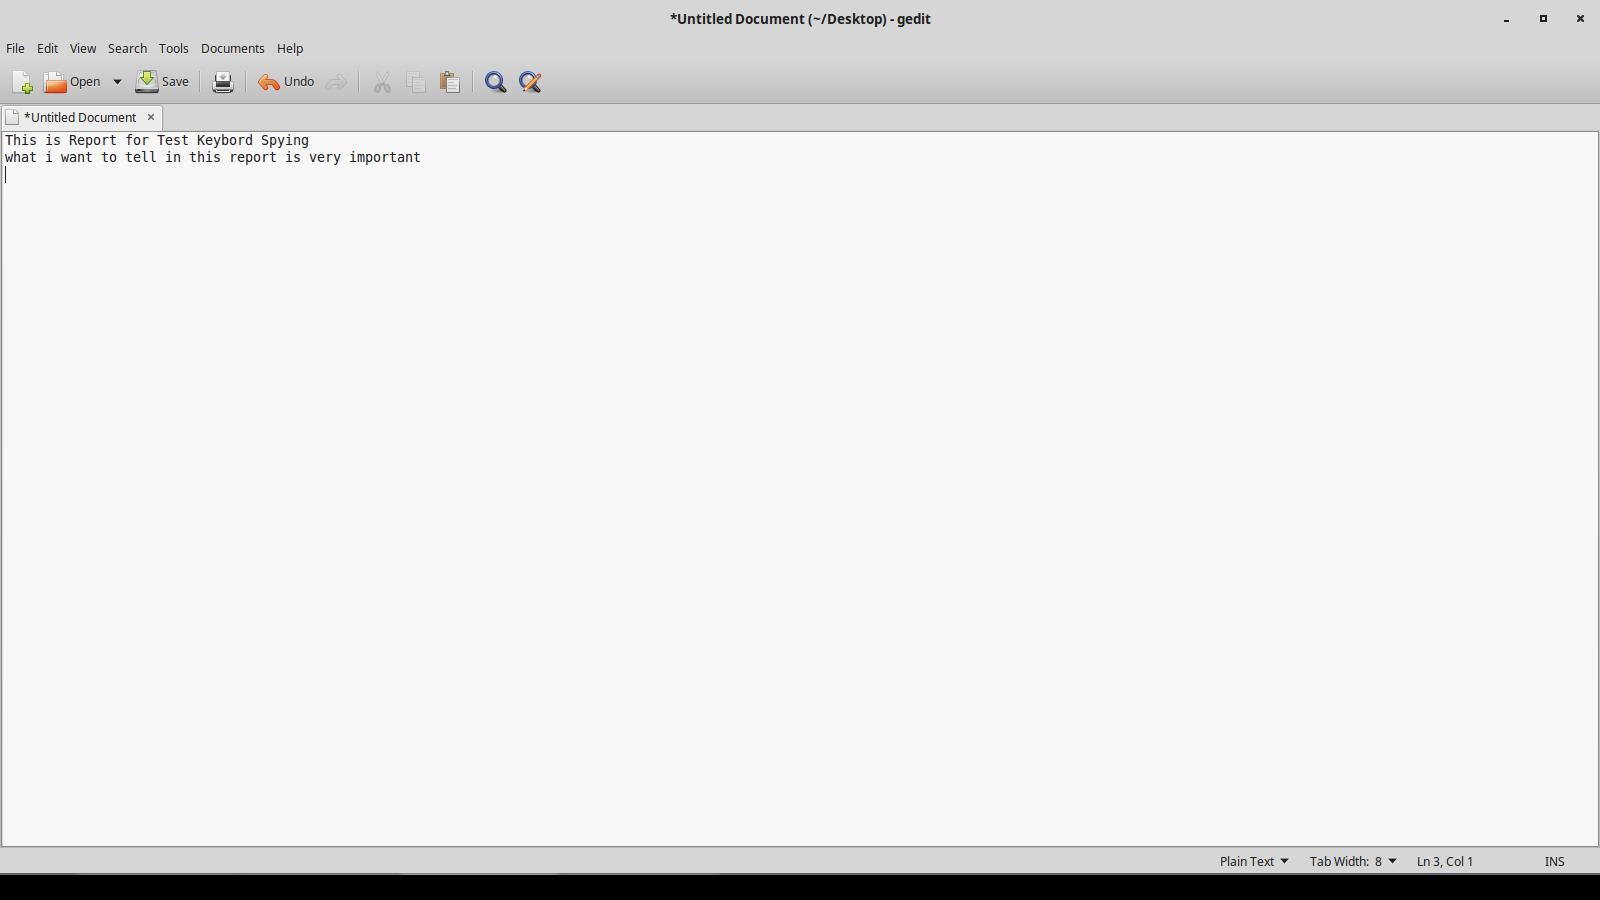 *Untitled Document (~/Desktop) - gedit
File Edit View Search Tools Documents Help
Open Save Undo
*Untitled Document
This is Report for Test Keybord Spying
what i want to tell in this report is very important
Plain Text Tab Width: 8 Ln 3, Col 1 INS